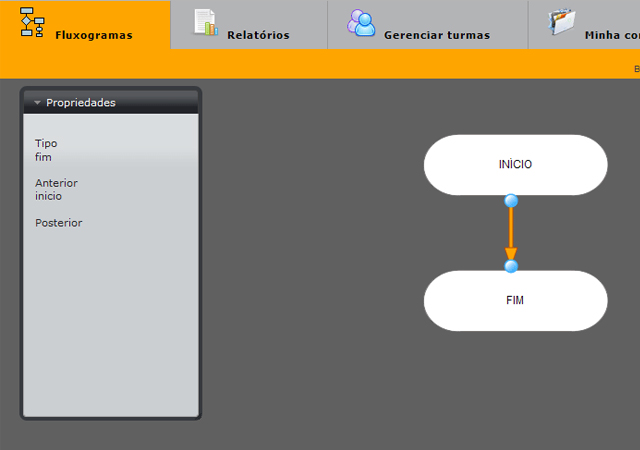 Fluxogramas
Relatórios
Gerenciar turmas
Minha co
B
Propriedades
Tipo
fim
Anterior
inicio
Posterior
INÍCIO
FIM